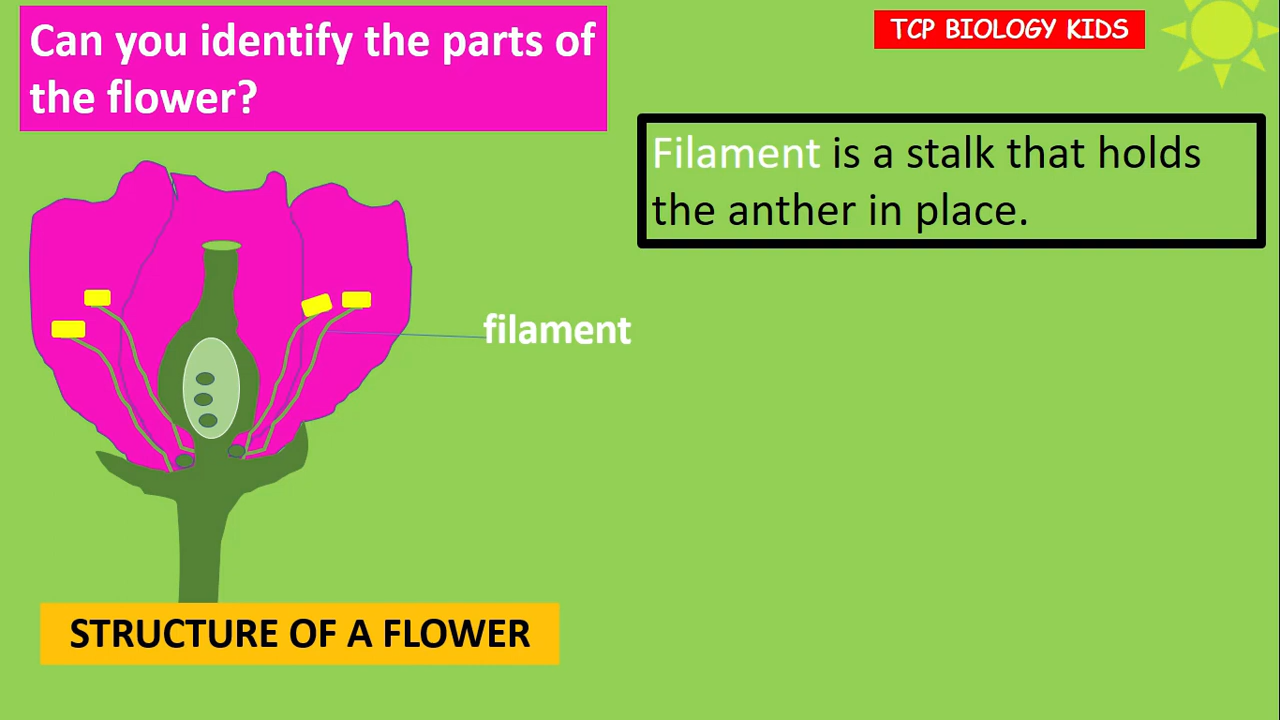 Can you identify the parts of
the flower?
TCP BIOLOGY KIDS
Filament is a stalk that holds
the anther in place.
filament
STRUCTURE OF A FLOWER